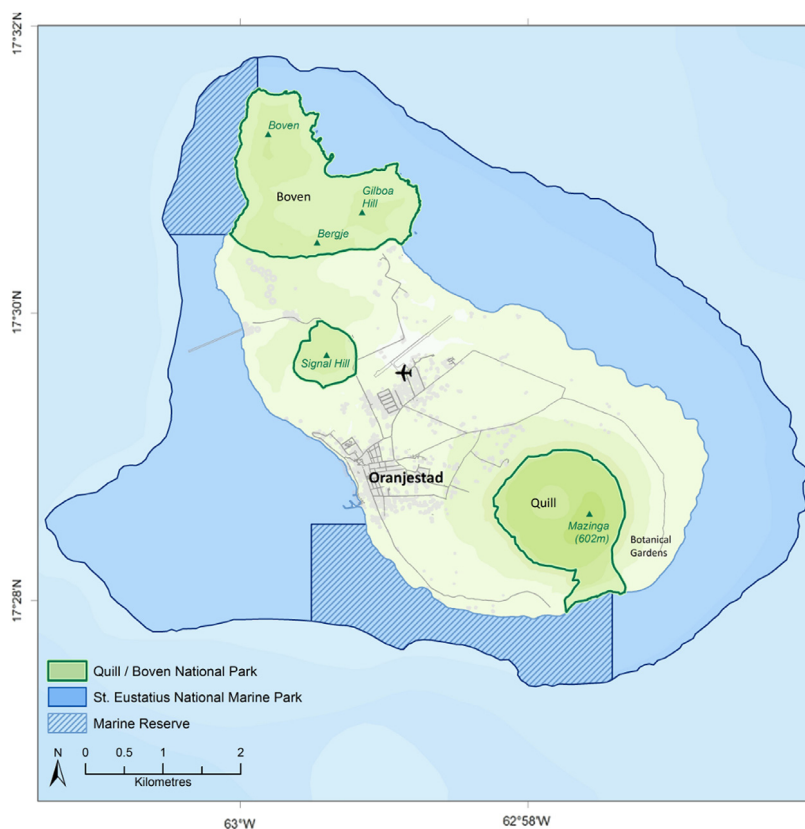 17°32'N
Boven
Gilboa
Hill
Boven
Bergje
17°30'N
Signal Hill
Oranjestad
Quill
Mazinga
(602m)
Botanical
Gardens
17°28'N
Quill / Boven National Park
St. Eustatius National Marine Park
Marine Reserve
N
0 0.5 1 2
Kilometres
63°W
62°58'W